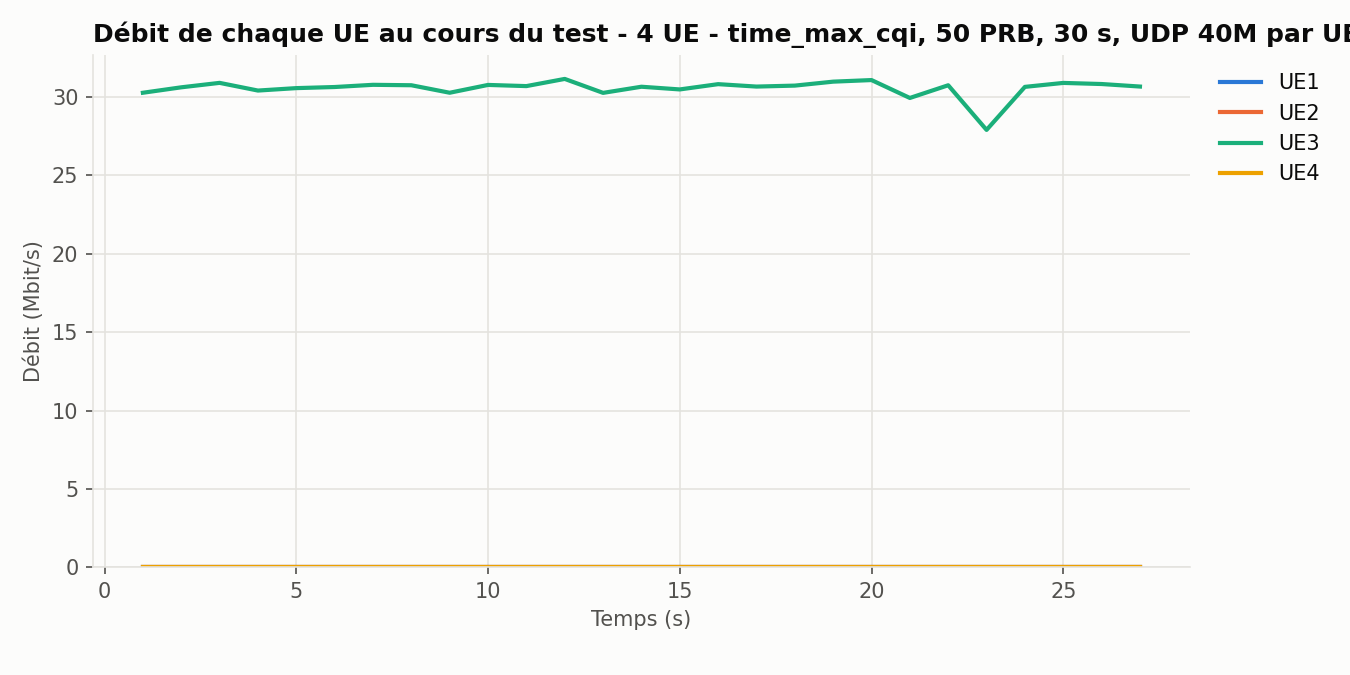 Débit de chaque UE au cours du test - 4 UE - time_max_cqi, 50 PRB, 30 s, UDP 40M par UE
UE1
UE2
UE3
UE4
Débit (Mbit/s)
30
25
20
15
10
5
0
0 5 10 15 20 25
Temps (s)